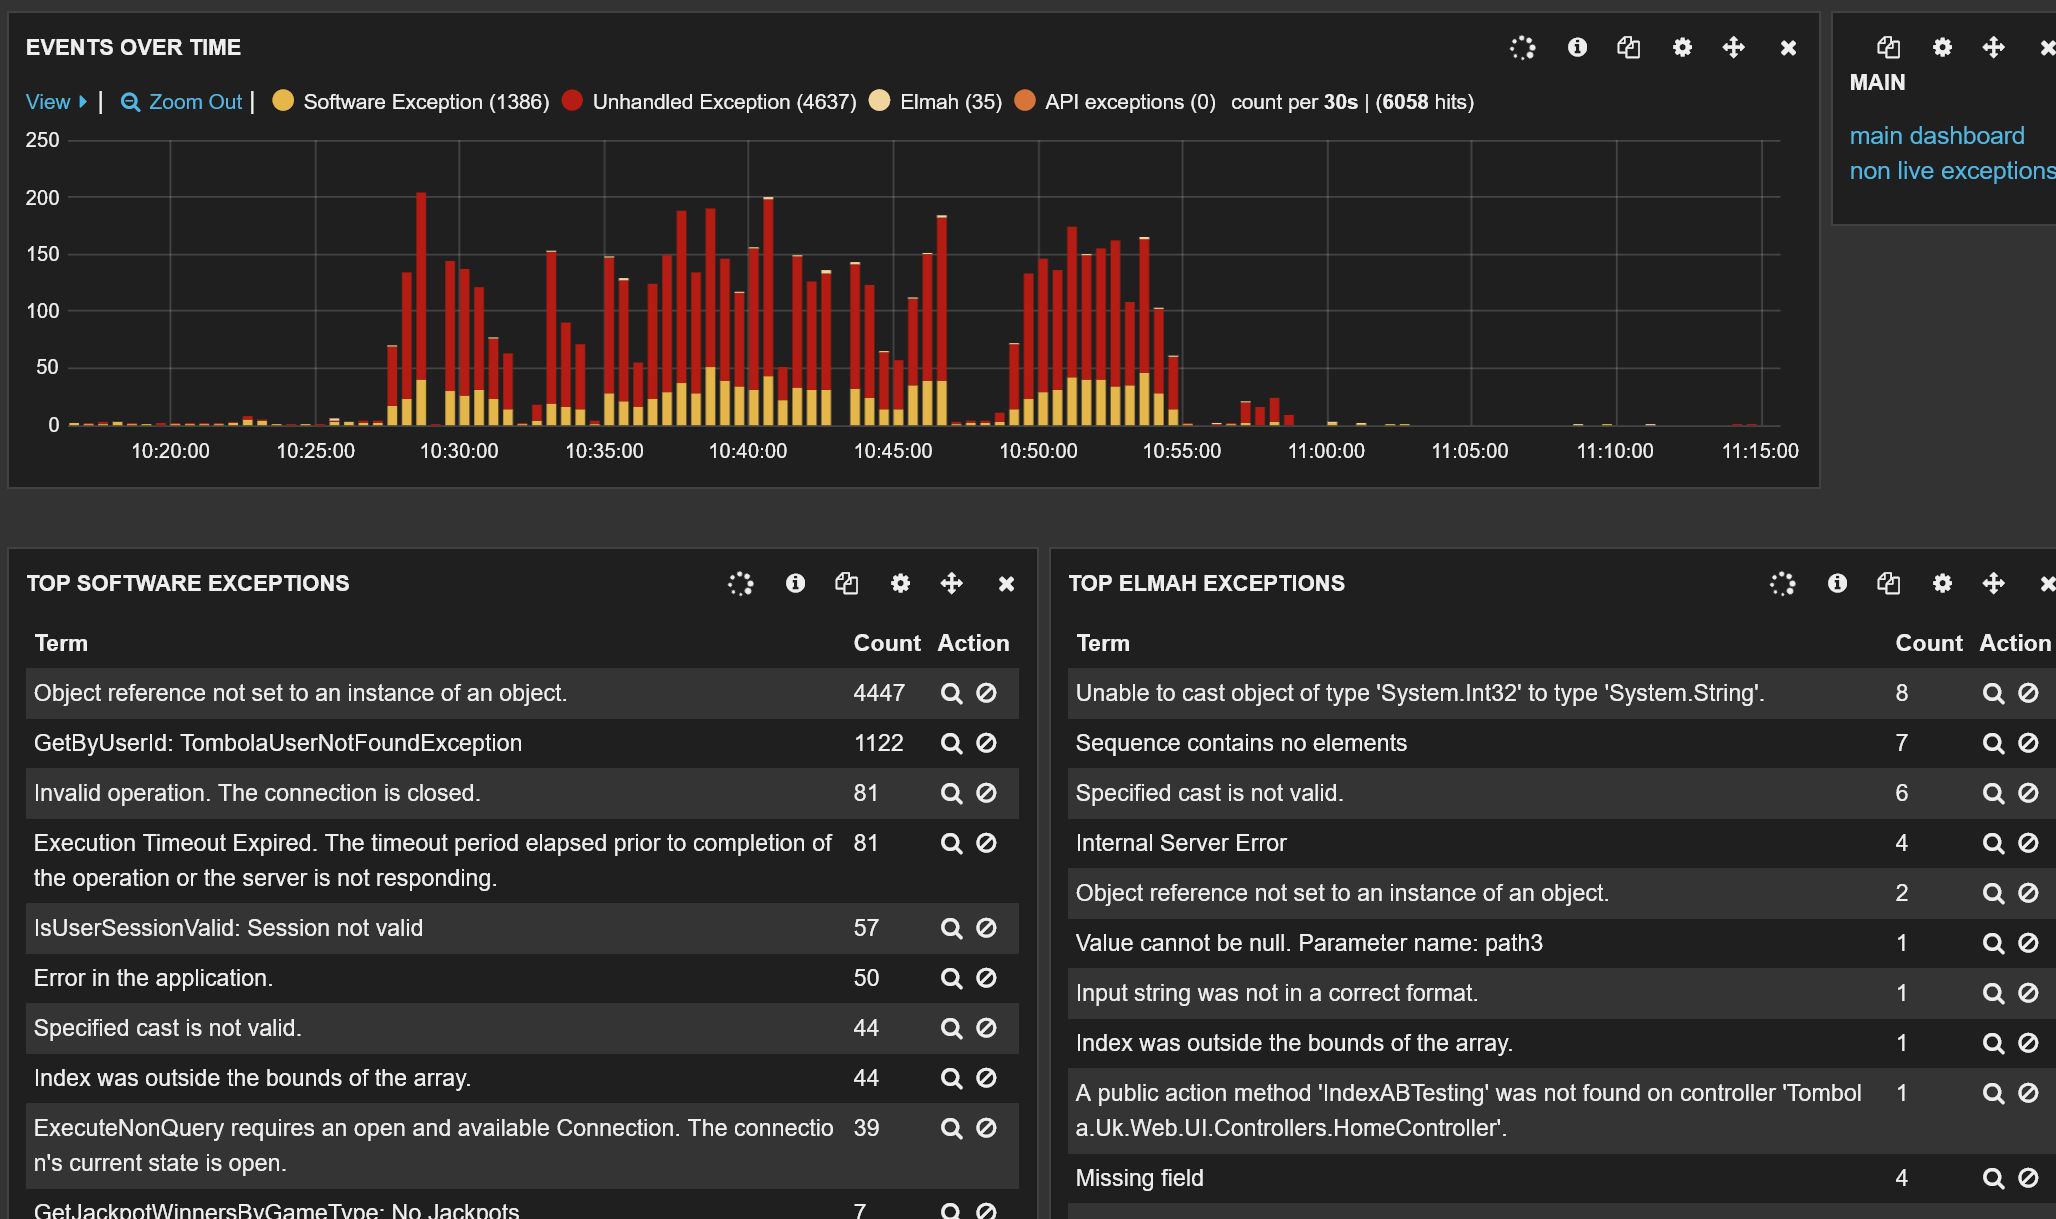 EVENTS OVER TIME
View | Zoom Out | Software Exception (1386) Unhandled Exception (4637) Elmah (35) API exceptions (0) count per 30s | (6058 hits)
250
200
150
100
50
0
10:20:00 10:25:00 10:30:00 10:35:00 10:40:00 10:45:00 10:50:00 10:55:00 11:00:00 11:05:00 11:10:00 11:15:00
MAIN
main dashboard
non live exceptions
TOP SOFTWARE EXCEPTIONS
Term Count Action
Object reference not set to an instance of an object. 4447
GetByUserId: TombolaUserNotFoundException 1122
Invalid operation. The connection is closed. 81
Execution Timeout Expired. The timeout period elapsed prior to completion of 81
the operation or the server is not responding.
IsUserSessionValid: Session not valid 57
Error in the application. 50
Specified cast is not valid. 44
Index was outside the bounds of the array. 44
ExecuteNonQuery requires an open and available Connection. The connectio 39
n's current state is open.
GetJackpotWinnersByGameType: No Jackpots 7
TOP ELMAH EXCEPTIONS
Term Count Action
Unable to cast object of type 'System.Int32' to type 'System.String'. 8
Sequence contains no elements 7
Specified cast is not valid. 6
Internal Server Error 4
Object reference not set to an instance of an object. 2
Value cannot be null. Parameter name: path3 1
Input string was not in a correct format. 1
Index was outside the bounds of the array. 1
A public action method 'IndexABTesting' was not found on controller 'Tombol 1
a.Uk.Web.UI.Controllers.HomeController'.
Missing field 4